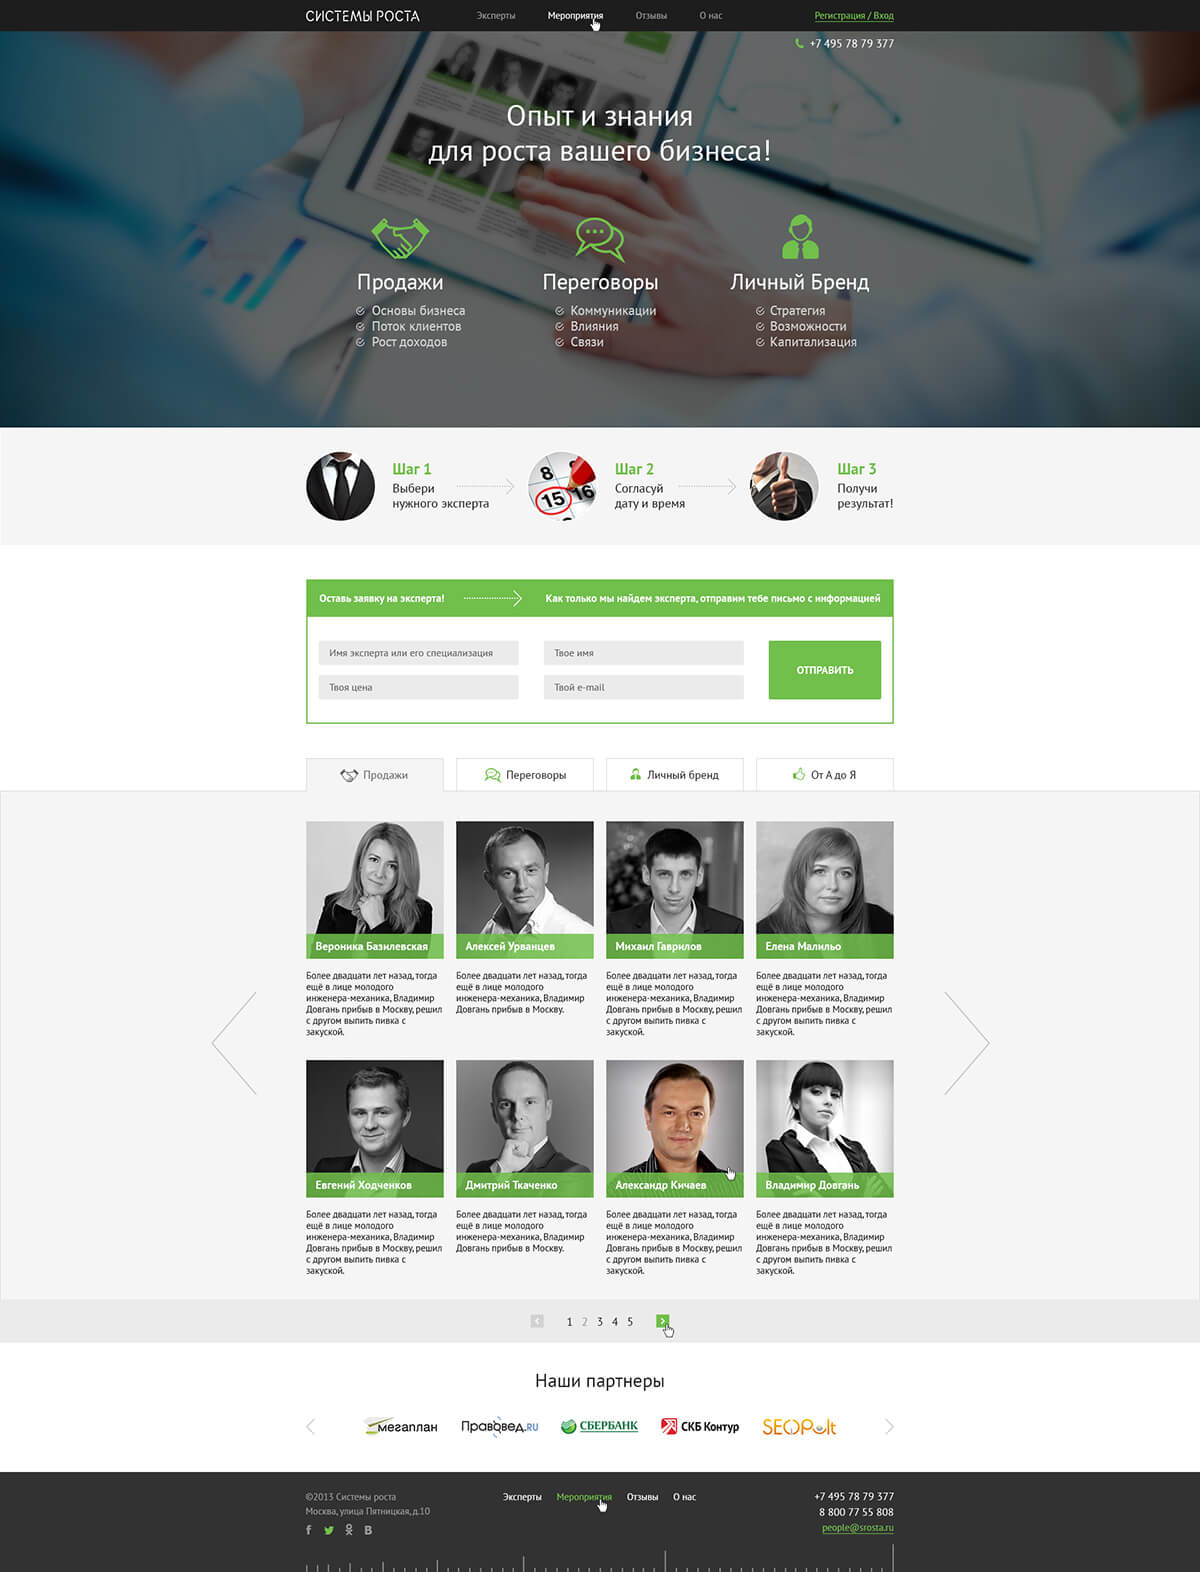 СИСТЕМЫ РОСТА
Эксперты
Мероприятия
Отзывы
О нас
Регистрация / Вход
+7 495 78 79 377
Опыт и знания
для роста вашего бизнеса!
Продажи
Основы бизнеса
Поток клиентов
Рост доходов
Переговоры
Коммуникации
Влияния
Связи
Личный Бренд
Стратегия
Возможности
Капитализация
Шаг 1
Выбери
нужного эксперта
8
15
16
Шаг 2
Согласуй
дату и время
Шаг 3
Получи
результат!
Оставь заявку на эксперта!
Как только мы найдем эксперта, отправим тебе письмо с информацией
Имя эксперта или его специализация
Твое имя
Твоя цена
Твой e-mail
ОТПРАВИТЬ
Продажи
Переговоры
Личный бренд
От А до Я
Вероника Базилевская
Алексей Урванцев
Михаил Гаврилов
Елена Малильо
Более двадцати лет назад, тогда
ещё в лице молодого
инженера-механика, Владимир
Довгань прибыв в Москву, решил
с другом выпить пивка с
закуской.
Более двадцати лет назад, тогда
ещё в лице молодого
инженера-механика, Владимир
Довгань прибыв в Москву.
Более двадцати лет назад, тогда
ещё в лице молодого
инженера-механика, Владимир
Довгань прибыв в Москву, решил
с другом выпить пивка с
закуской.
Более двадцати лет назад, тогда
ещё в лице молодого
инженера-механика, Владимир
Довгань прибыв в Москву, решил
с другом выпить пивка с
закуской.
Евгений Ходченков
Дмитрий Ткаченко
Александр Кичаев
Владимир Довгань
Более двадцати лет назад, тогда
ещё в лице молодого
инженера-механика, Владимир
Довгань прибыв в Москву, решил
с другом выпить пивка с
закуской.
Более двадцати лет назад, тогда
ещё в лице молодого
инженера-механика, Владимир
Довгань прибыв в Москву.
Более двадцати лет назад, тогда
ещё в лице молодого
инженера-механика, Владимир
Довгань прибыв в Москву, решил
с другом выпить пивка с
закуской.
Более двадцати лет назад, тогда
ещё в лице молодого
инженера-механика, Владимир
Довгань прибыв в Москву, решил
с другом выпить пивка с
закуской.
1 2 3 4 5
Наши партнеры
мегаплан
Правовед.RU
СБЕРБАНК
СКБ Контур
SEOPult
©2013 Системы роста
Москва, улица Пятницкая, д.10
Эксперты
Мероприятия
Отзывы
О нас
+7 495 78 79 377
8 800 77 55 808
people@srosta.ru